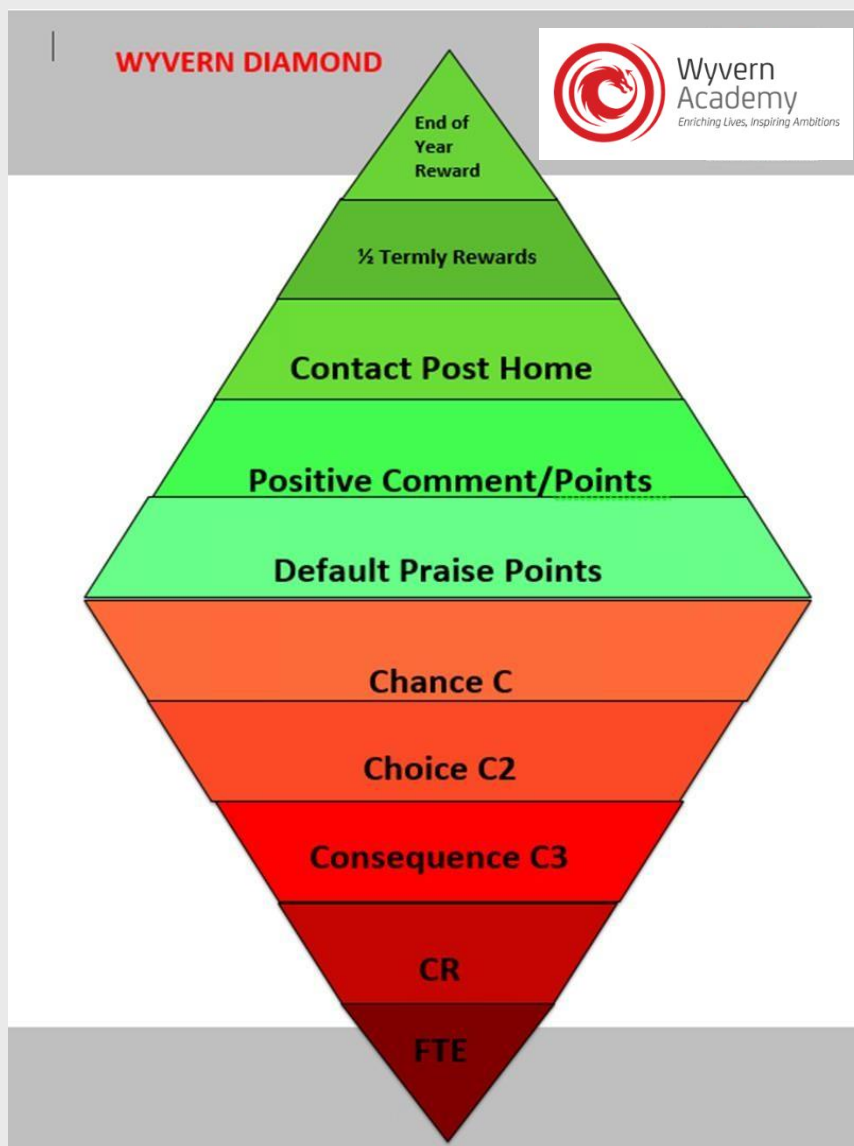 WYVERN DIAMOND
Wyvern
Academy
Enriching Lives, Inspiring Ambitions
End of
Year
Reward
½ Termly Rewards
Contact Post Home
Positive Comment/Points
Default Praise Points
Chance C
Choice C2
Consequence C3
CR
FTE